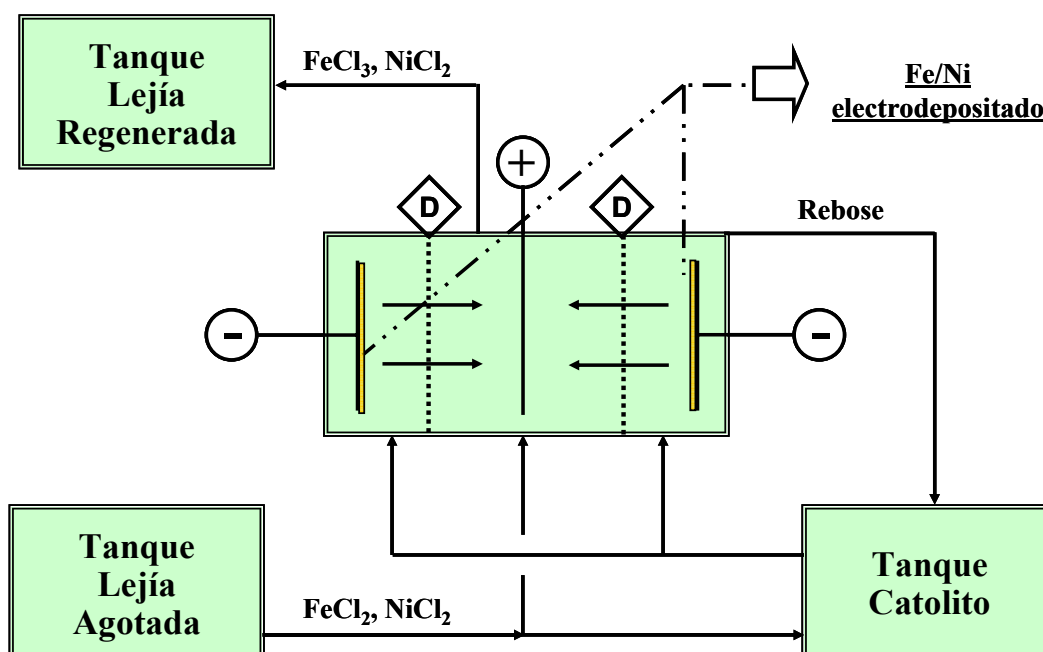 Tanque
Lejía
Regenerada
FeCl3, NiCl2
Fe/Ni
electrodepositado
+
D
D
Rebose
-
-
Tanque
Lejía
Agotada
FeCl2, NiCl2
Tanque
Catolito